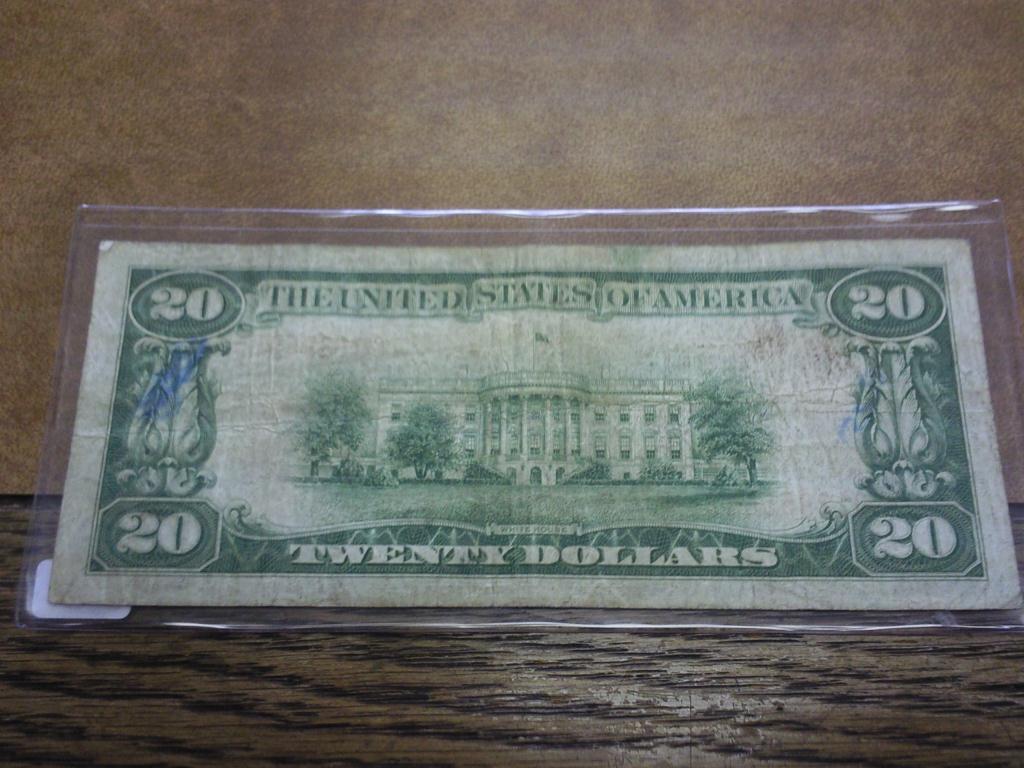 20 THE UNITED STATES OF AMERICA 20
WHITE HOUSE
20 TWENTY DOLLARS 20